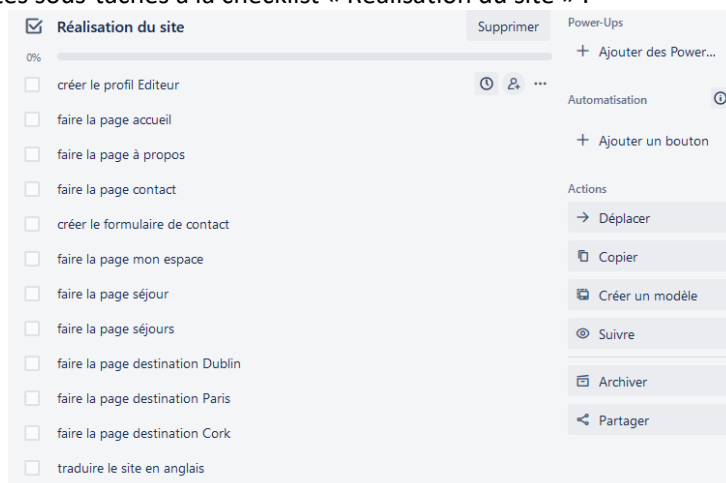 sous-tâches à la checklist « Réalisation du site » :
Réalisation du site
Supprimer
0%
créer le profil Editeur
faire la page accueil
faire la page à propos
faire la page contact
créer le formulaire de contact
faire la page mon espace
faire la page séjour
faire la page séjours
faire la page destination Dublin
faire la page destination Paris
faire la page destination Cork
traduire le site en anglais
Power-Ups
+ Ajouter des Power...
Automatisation
+ Ajouter un bouton
Actions
→ Déplacer
Copier
Créer un modèle
Suivre
Archiver
Partager